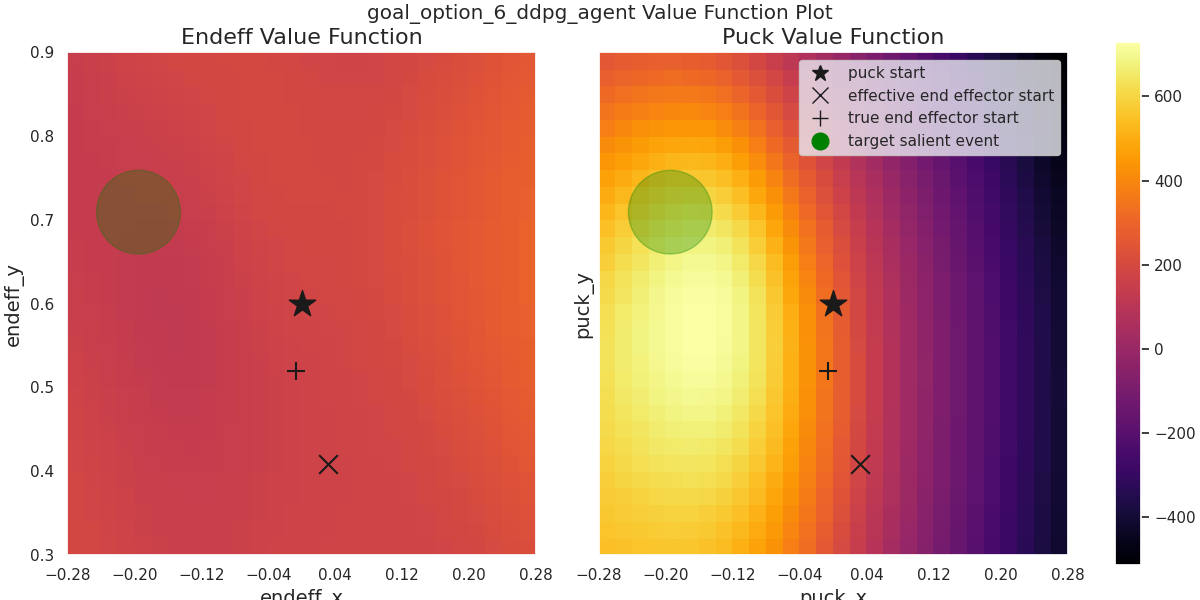 goal_option_6_ddpg_agent Value Function Plot
Endeff Value Function
Puck Value Function
endeff_y
0.9
0.8
0.7
0.6
0.5
0.4
0.3
−0.28 −0.20 −0.12 −0.04 0.04 0.12 0.20 0.28
endeff_x
puck_y
puck start
effective end effector start
true end effector start
target salient event
−0.28 −0.20 −0.12 −0.04 0.04 0.12 0.20 0.28
puck_x
600
400
200
0
−200
−400